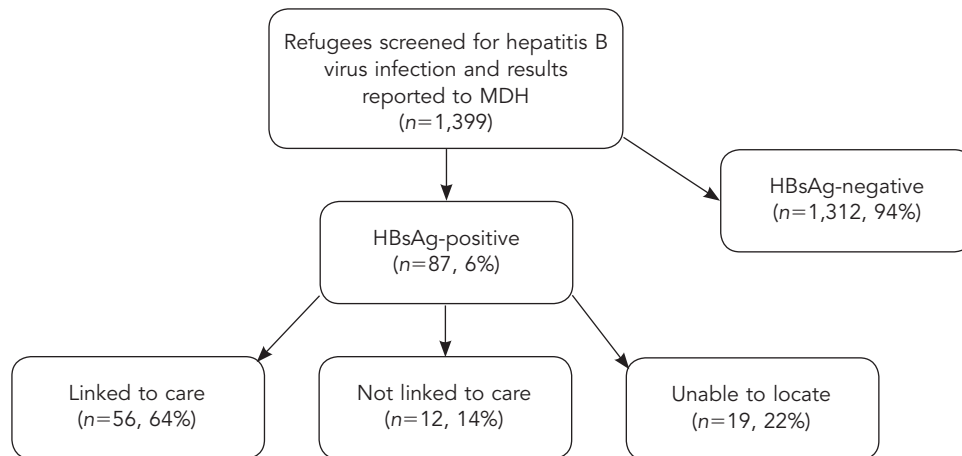 Refugees screened for hepatitis B
virus infection and results
reported to MDH
(n=1,399)
HBsAg-negative
(n=1,312, 94%)
HBsAg-positive
(n=87, 6%)
Linked to care
(n=56, 64%)
Not linked to care
(n=12, 14%)
Unable to locate
(n=19, 22%)